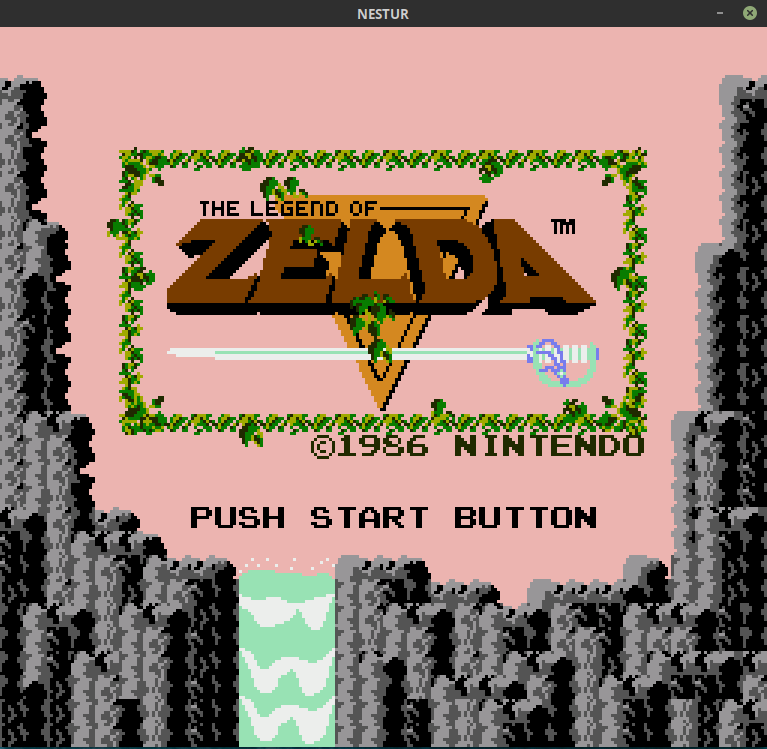 NESTUR
THE LEGEND OF
ZELDA TM
©1986 NINTENDO
PUSH START BUTTON